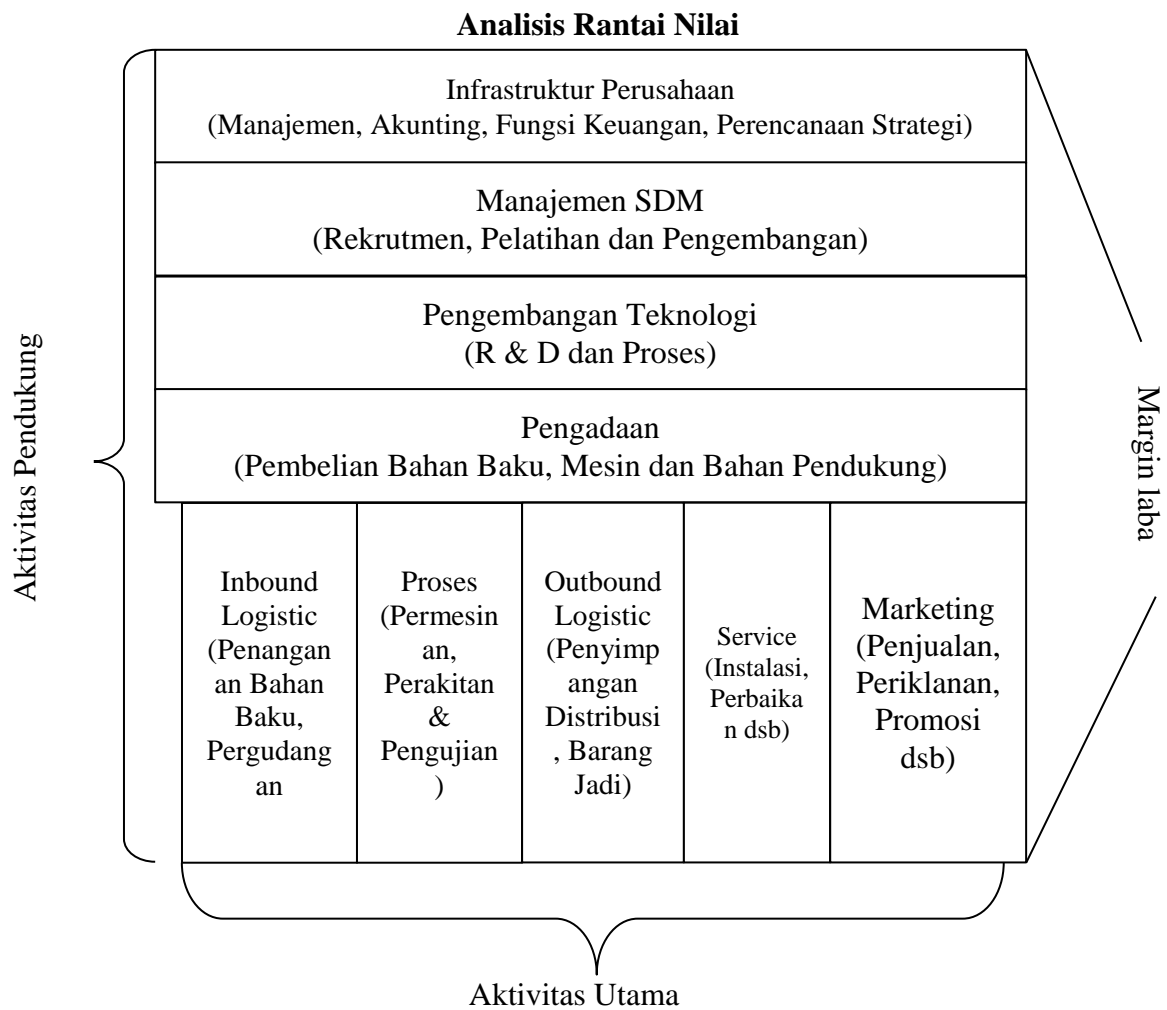 Analisis Rantai Nilai
Infrastruktur Perusahaan
(Manajemen, Akunting, Fungsi Keuangan, Perencanaan Strategi)
Manajemen SDM
(Rekrutmen, Pelatihan dan Pengembangan)
Pengembangan Teknologi
(R & D dan Proses)
Pengadaan
(Pembelian Bahan Baku, Mesin dan Bahan Pendukung)
Aktivitas Pendukung
Margin laba
Inbound
Logistic
(Penangan
an Bahan
Baku,
Pergudang
an
Proses
(Permesin
an,
Perakitan
&
Pengujian
)
Outbound
Logistic
(Penyimp
angan
Distribusi
, Barang
Jadi)
Service
(Instalasi,
Perbaika
n dsb)
Marketing
(Penjualan,
Periklanan,
Promosi
dsb)
Aktivitas Utama